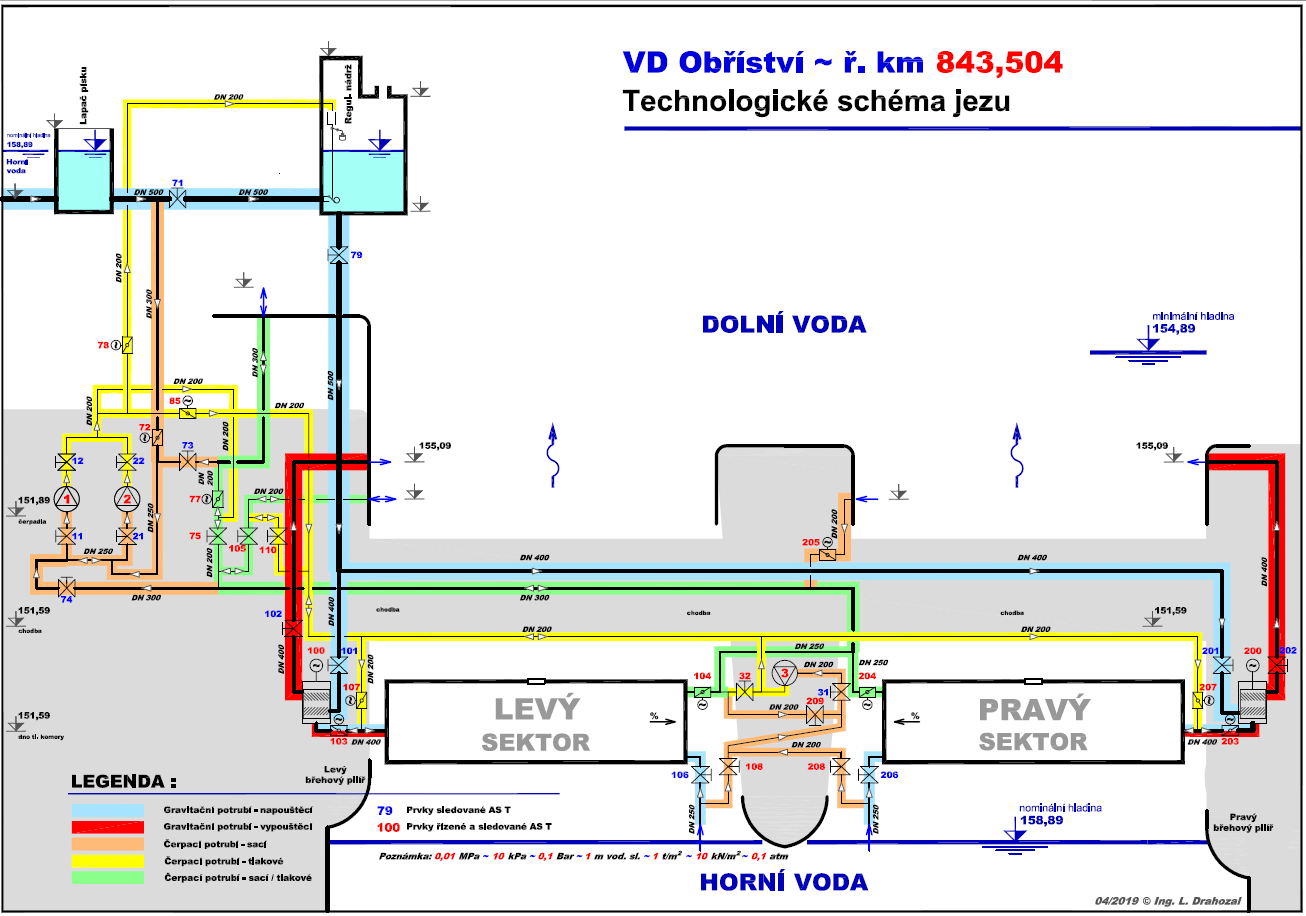 VD Obříství ~ ř. km 843,504
Technologické schéma jezu
Lapač písku
Regul. nádrž
DN 200
nominální hladina
158,89
Horní
voda
DN 500
71
DN 500
79
DN 200
DN 300
DN 300
DN 500
78
DOLNÍ VODA
minimální hladina
154,89
DN 200
85
DN 200
DN 200
DN 200
72
73
12
22
155,09
155,09
DN 200
151,89
čerpadla
1
2
77
DN 200
DN 250
DN 200
11
21
75
105
110
205
DN 250
DN 200
DN 400
DN 400
DN 400
74
DN 300
DN 300
151,59
chodba
chodba
chodba
chodba
151,59
102
DN 400
DN 200
DN 200
DN 250
100
101
DN 400
DN 200
DN 200
DN 250
201
200
202
104
32
3
31
204
107
207
209
DN 200
LEVÝ
SEKTOR
%
%
PRAVÝ
SEKTOR
151,59
dno tl. komory
103
DN 400
DN 200
DN 400
203
106
108
208
206
DN 250
DN 250
Levý
břehový pilíř
LEGENDA :
Gravitační potrubí - napouštěcí
Gravitační potrubí - vypouštěcí
Čerpací potrubí - sací
Čerpací potrubí - tlakové
Čerpací potrubí - sací / tlakové
79 Prvky sledované AS T
100 Prvky řízené a sledované AS T
nominální hladina
158,89
Pravý
břehový pilíř
Poznámka: 0,01 MPa ~ 10 kPa ~ 0,1 Bar ~ 1 m vod. sl. ~ 1 t/m² ~ 10 kN/m² ~ 0,1 atm
HORNÍ VODA
04/2019 © Ing. L. Drahozal